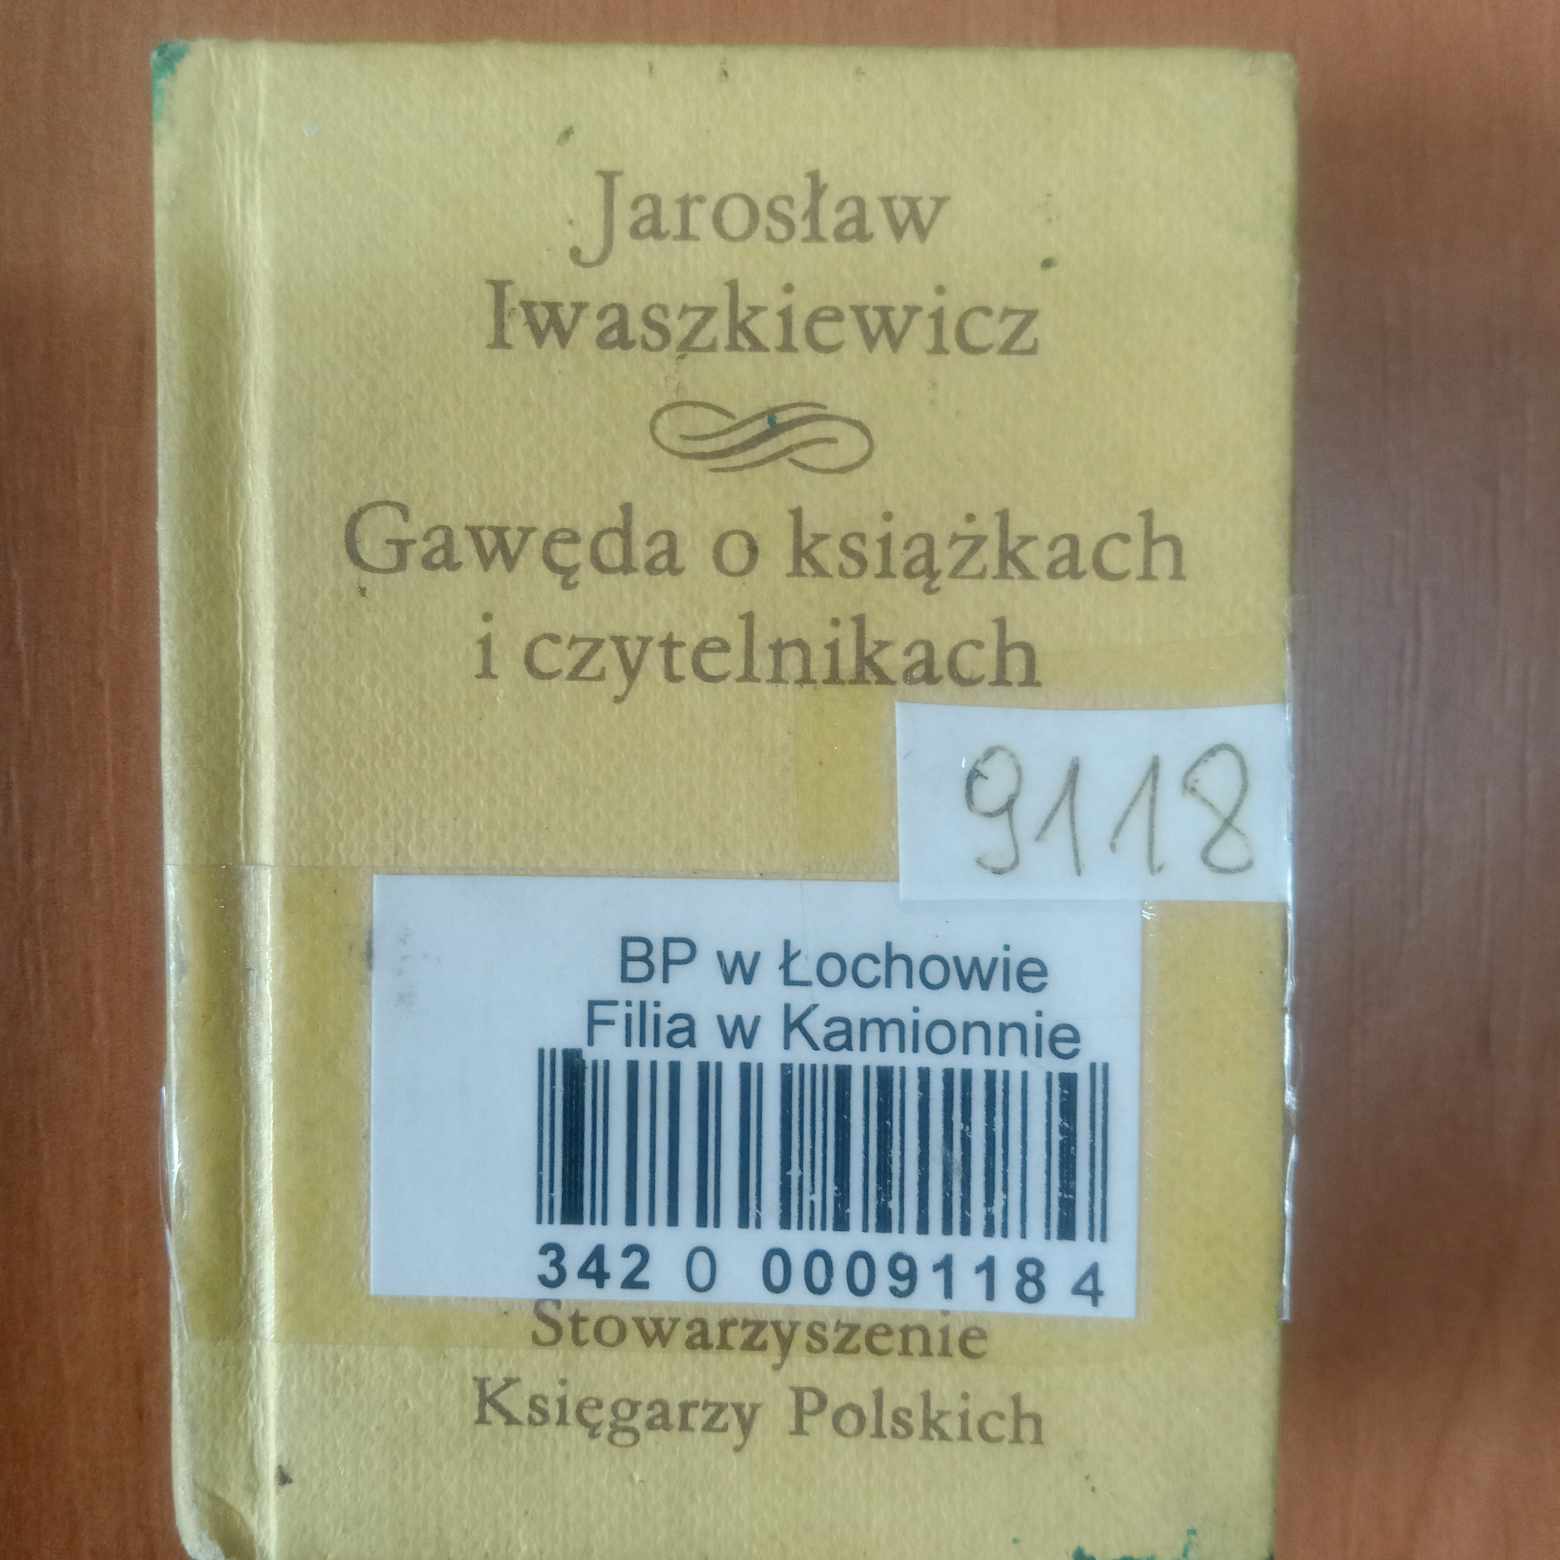 Jarosław
Iwaszkiewicz
Gawęda o książkach
i czytelnikach
9118
BP w Łochowie
Filia w Kamionnie
342 0 00091184
Stowarzyszenie
Księgarzy Polskich